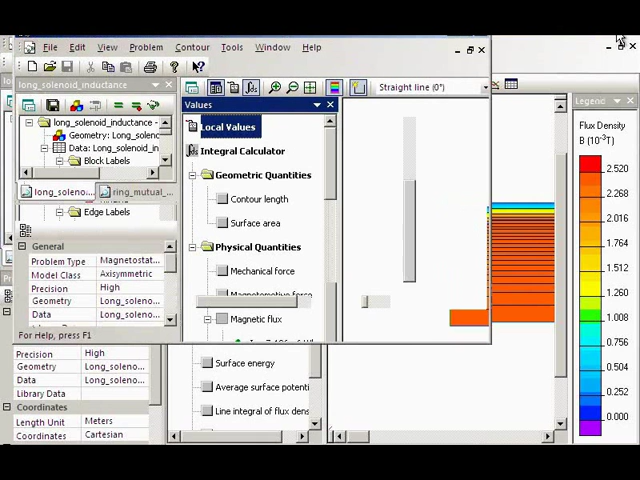 File Edit View Problem Contour Tools Window Help
Straight line (0°)
long_solenoid_inductance
Values
Legend
Local Values
Flux Density
B (10⁻³T)
long_solenoid_inductance -
Geometry: Long_solenc
Data: Long_solenoid_in
Block Labels
Integral Calculator
Geometric Quantities
2.520
2.268
2.016
1.764
1.512
1.260
1.008
0.756
0.504
0.252
0.000
long_soleno...
ring_mutual_...
Contour length
Edge Labels
Surface area
General
Physical Quantities
Problem Type Magnetostat
Model Class Axisymmetric
Precision High
Geometry Long_soleno...
Data Long_soleno...
Mechanical force
Magnetomotive force
Magnetic flux
For Help, press F1
Precision High
Geometry Long_soleno...
Data Long_soleno...
Library Data
Coordinates
Length Unit Meters
Coordinates Cartesian
Surface energy
Average surface potenti
Line integral of flux dens